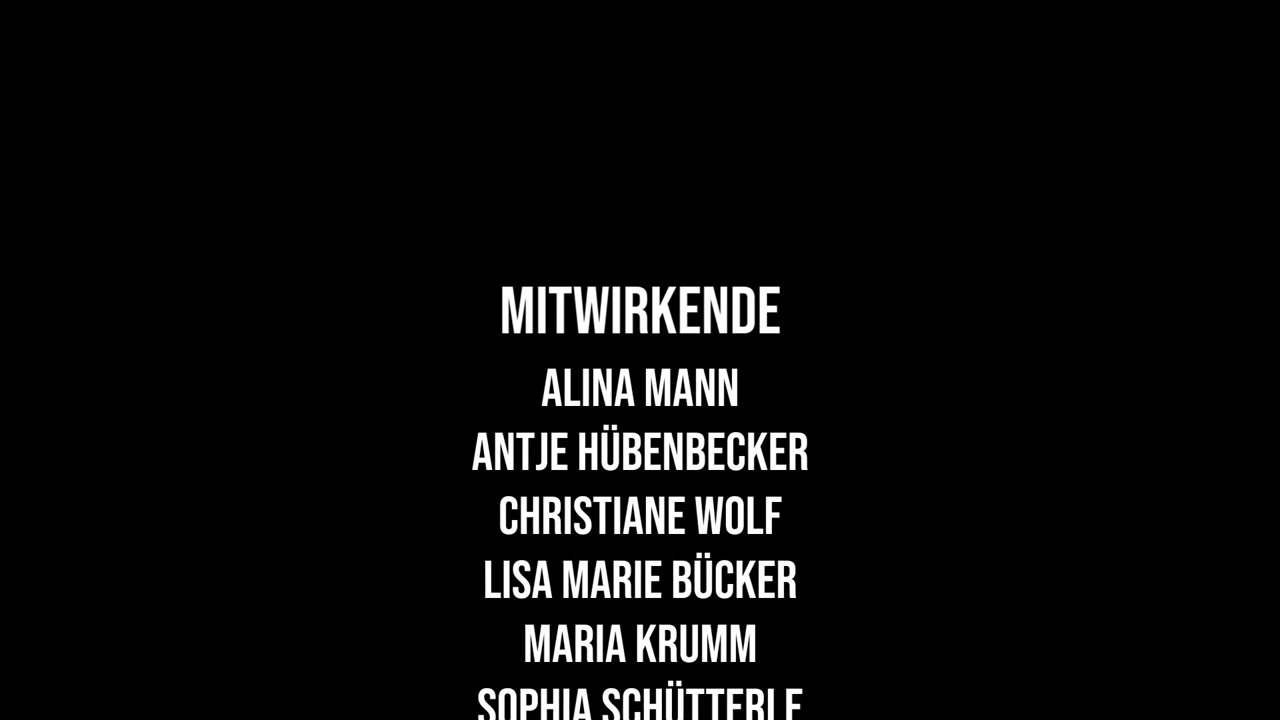 MITWIRKENDE
ALINA MANN
ANTJE HÜBENBECKER
CHRISTIANE WOLF
LISA MARIE BÜCKER
MARIA KRUMM
SOPHIA SCHÜTTERLE